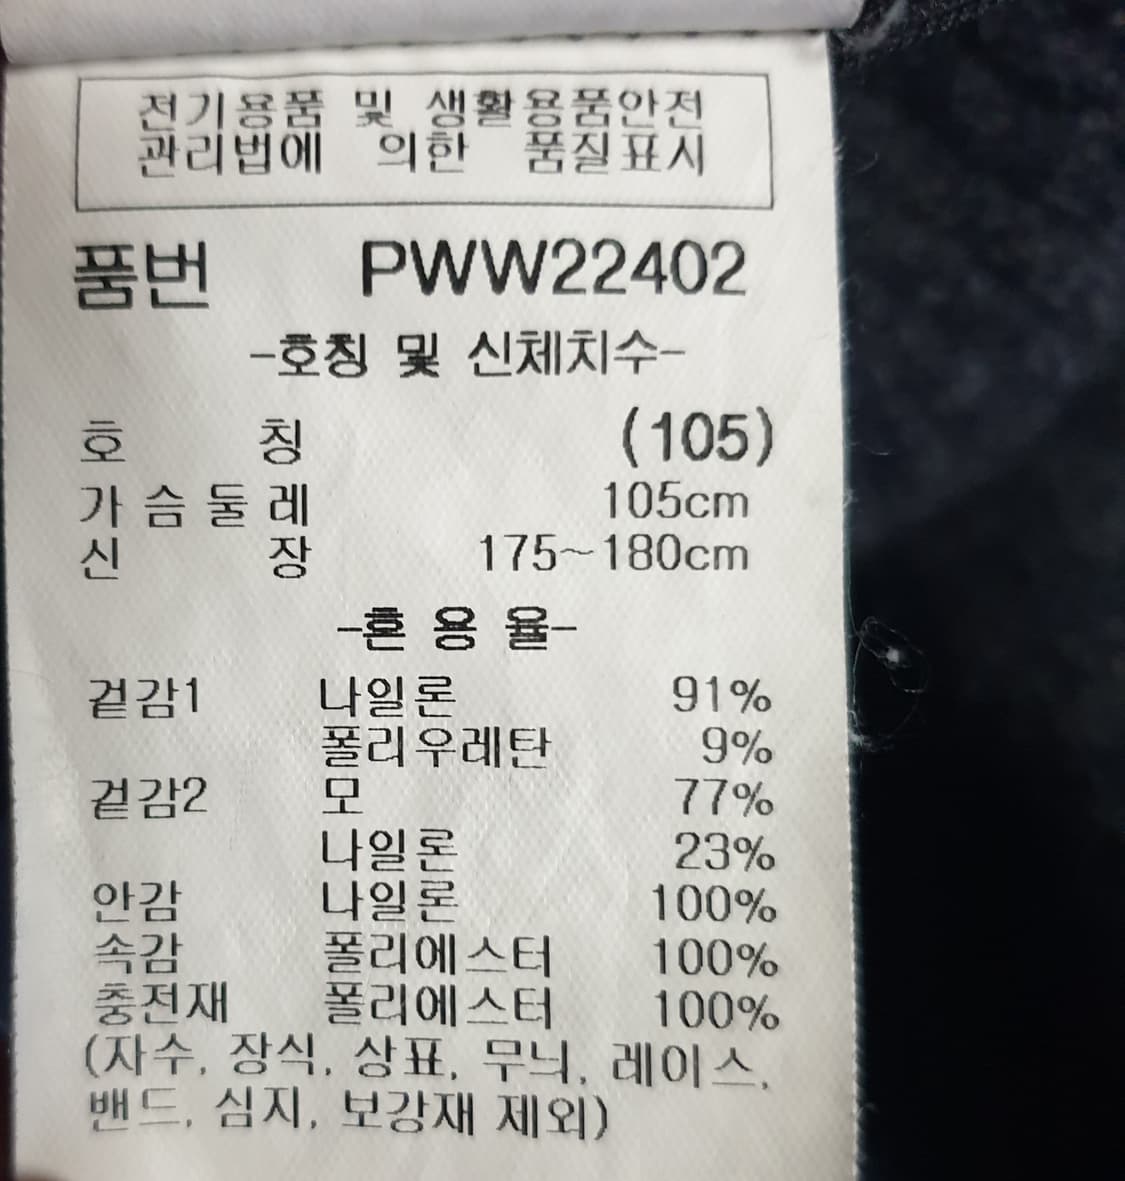 전기용품 및 생활용품안전
관리법에 의한 품질표시
품번 PWW22402
-호칭 및 신체치수-
호 칭 (105)
가슴둘레 105cm
신 장 175~180cm
-혼 용 율-
겉감1 나일론 91%
폴리우레탄 9%
겉감2 모 77%
나일론 23%
안감 나일론 100%
속감 폴리에스터 100%
충전재 폴리에스터 100%
(자수, 장식, 상표, 무늬, 레이스,
밴드, 심지, 보강재 제외)